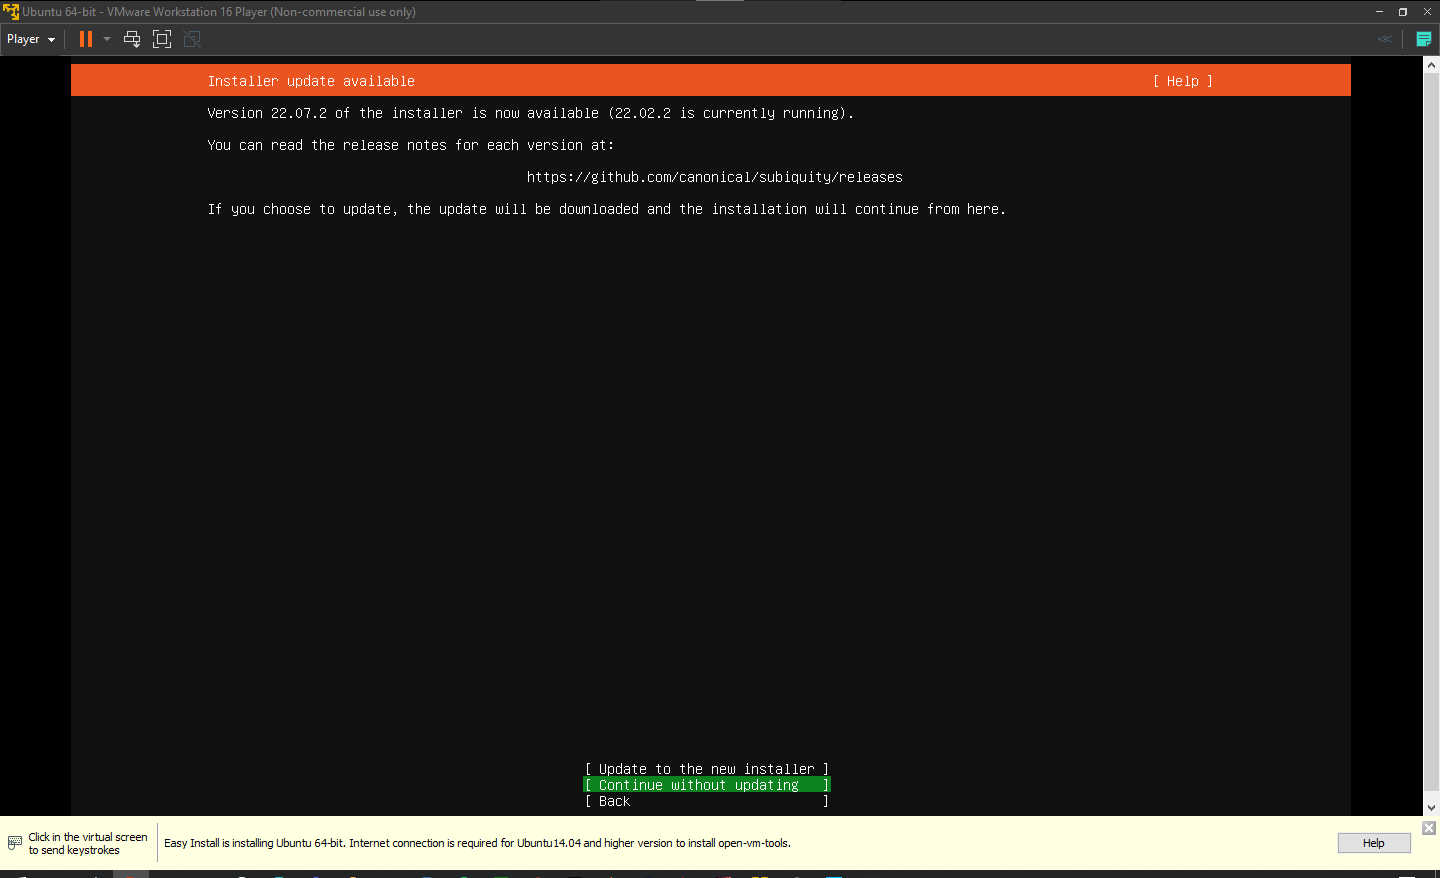 Ubuntu 64-bit - VMware Workstation 16 Player (Non-commercial use only)
Player
Installer update available [ Help ]
Version 22.07.2 of the installer is now available (22.02.2 is currently running).
You can read the release notes for each version at:
https://github.com/canonical/subiquity/releases
If you choose to update, the update will be downloaded and the installation will continue from here.
[ Update to the new installer ]
[ Continue without updating ]
[ Back ]
Click in the virtual screen
to send keystrokes
Easy Install is installing Ubuntu 64-bit. Internet connection is required for Ubuntu14.04 and higher version to install open-vm-tools.
Help